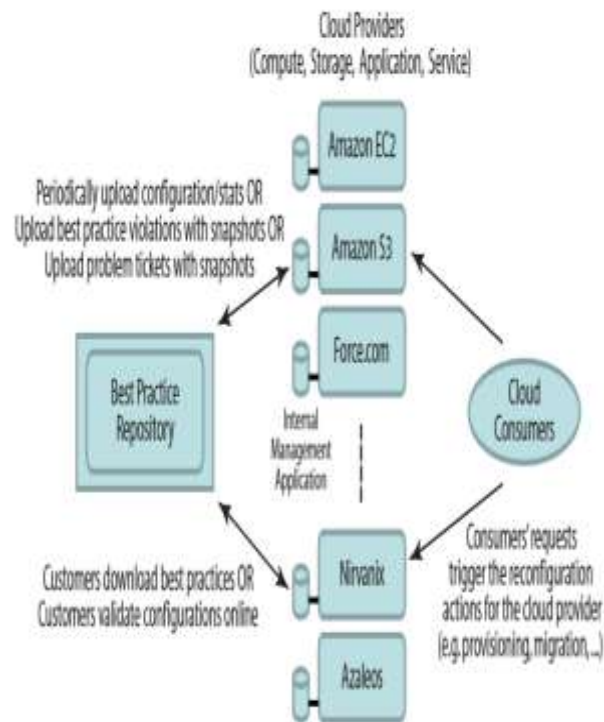 Cloud Providers
(Compute, Storage, Application, Service)
Amazon EC2
Periodically upload configuration/stats OR
Upload best practice violations with snapshots OR
Upload problem tickets with snapshots
Amazon S3
Force.com
Best Practice
Repository
Internal
Management
Application
Cloud
Consumers
Customers download best practices OR
Customers validate configurations online
Nirvanix
Consumers' requests
trigger the reconfiguration
actions for the cloud provider
(e.g. provisioning, migration, ...)
Azaleos